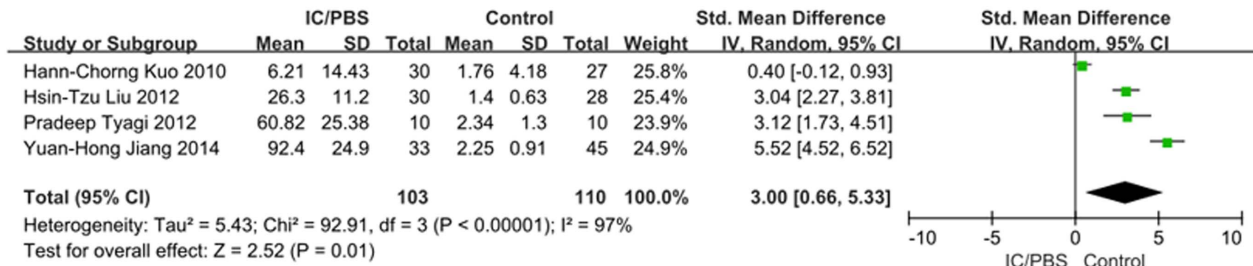 IC/PBS Control Std. Mean Difference Std. Mean Difference
Study or Subgroup Mean SD Total Mean SD Total Weight IV, Random, 95% CI IV, Random, 95% CI
Hann-Chorng Kuo 2010 6.21 14.43 30 1.76 4.18 27 25.8% 0.40 [-0.12, 0.93]
Hsin-Tzu Liu 2012 26.3 11.2 30 1.4 0.63 28 25.4% 3.04 [2.27, 3.81]
Pradeep Tyagi 2012 60.82 25.38 10 2.34 1.3 10 23.9% 3.12 [1.73, 4.51]
Yuan-Hong Jiang 2014 92.4 24.9 33 2.25 0.91 45 24.9% 5.52 [4.52, 6.52]
Total (95% CI) 103 110 100.0% 3.00 [0.66, 5.33]
Heterogeneity: Tau² = 5.43; Chi² = 92.91, df = 3 (P < 0.00001); I² = 97%
Test for overall effect: Z = 2.52 (P = 0.01)
-10 -5 0 5 10
IC/PBS Control